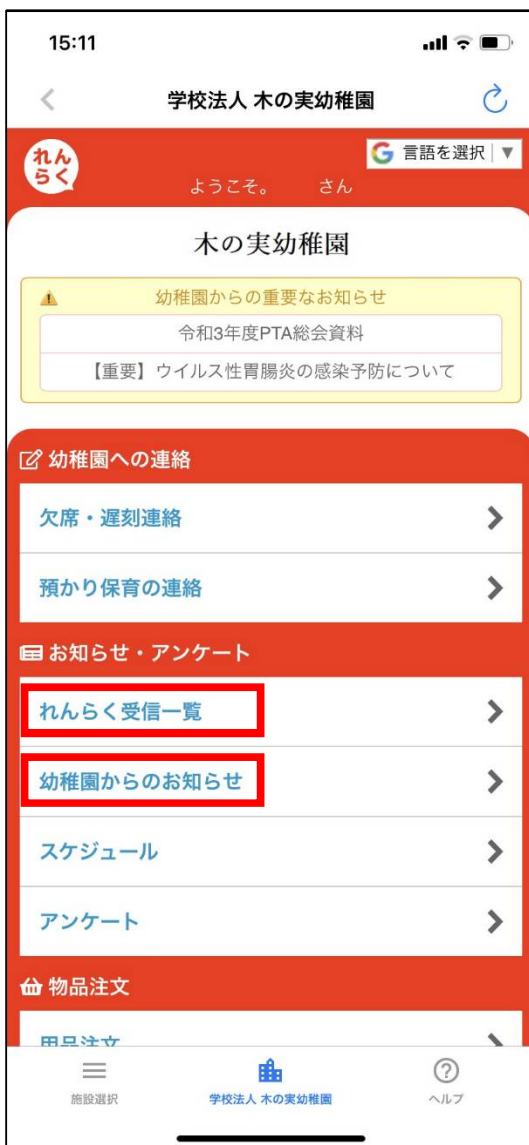 15:11
学校法人 木の実幼稚園
れん
らく
G 言語を選択 ▼
ようこそ。 さん
木の実幼稚園
幼稚園からの重要なお知らせ
令和3年度PTA総会資料
【重要】ウイルス性胃腸炎の感染予防について
幼稚園への連絡
欠席・遅刻連絡
預かり保育の連絡
お知らせ・アンケート
れんらく受信一覧
幼稚園からのお知らせ
スケジュール
アンケート
物品注文
用品注文
施設選択
学校法人 木の実幼稚園
ヘルプ